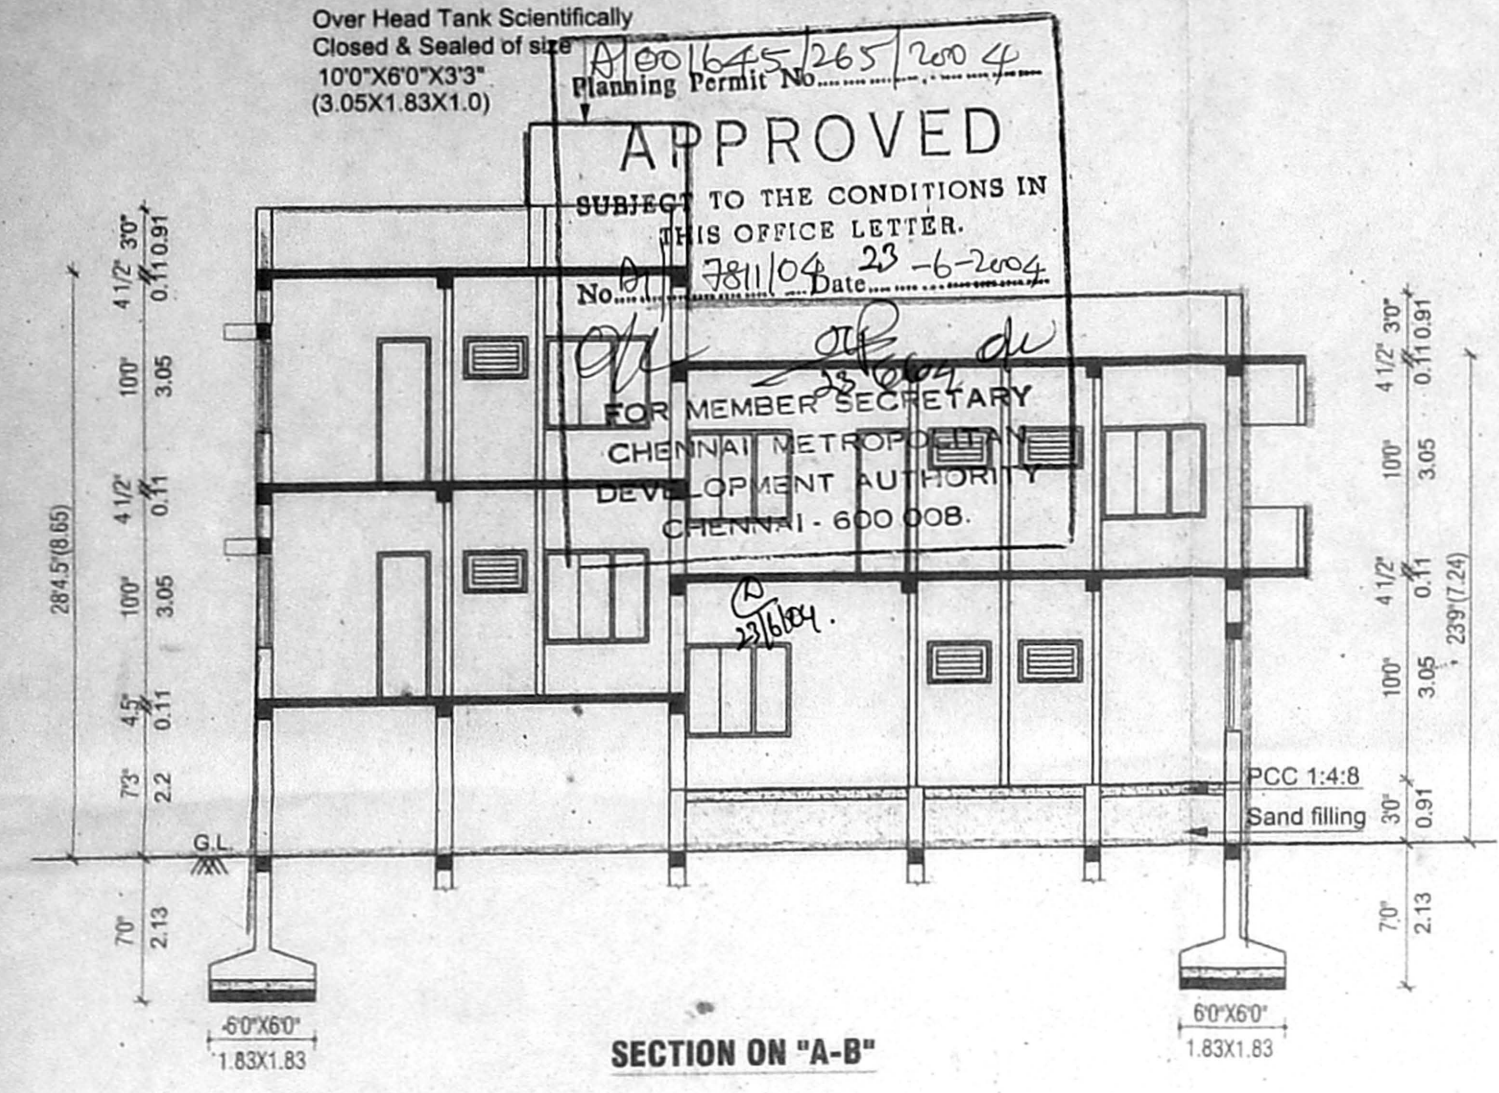 Over Head Tank Scientifically
Closed & Sealed of size
10'0"X6'0"X3'3"
(3.05X1.83X1.0)
A/001645/265/2004
Planning Permit No
APPROVED
SUBJECT TO THE CONDITIONS IN
THIS OFFICE LETTER.
No. A1/7811/04 Date 23-6-2004
23/6/04
FOR MEMBER SECRETARY
CHENNAI METROPOLITAN
DEVELOPMENT AUTHORITY
CHENNAI - 600 008.
23/6/04.
3'0" 0.91
4 1/2" 0.11
10'0" 3.05
4 1/2" 0.11
10'0" 3.05
4.5" 0.11
7'3" 2.2
7'0" 2.13
28'4.5"(8.65)
G.L.
3'0" 0.91
4 1/2" 0.11
10'0" 3.05
4 1/2" 0.11
10'0" 3.05
3'0" 0.91
7'0" 2.13
23'9"(7.24)
PCC 1:4:8
Sand filling
6'0"X6'0"
1.83X1.83
6'0"X6'0"
1.83X1.83
SECTION ON "A-B"